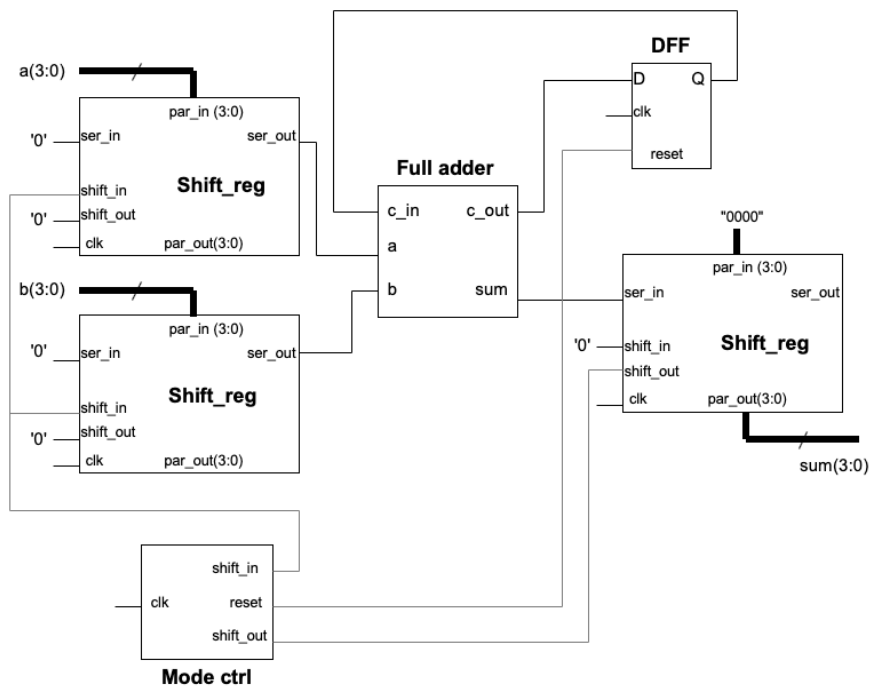 a(3:0)
par_in (3:0)
'0'
ser_in
ser_out
Shift_reg
shift_in
'0'
shift_out
clk
par_out(3:0)
b(3:0)
par_in (3:0)
'0'
ser_in
ser_out
Shift_reg
shift_in
'0'
shift_out
clk
par_out(3:0)
Full adder
c_in
c_out
a
b
sum
DFF
D
Q
clk
reset
"0000"
par_in (3:0)
ser_in
ser_out
Shift_reg
'0'
shift_in
shift_out
clk
par_out(3:0)
sum(3:0)
shift_in
clk
reset
shift_out
Mode ctrl